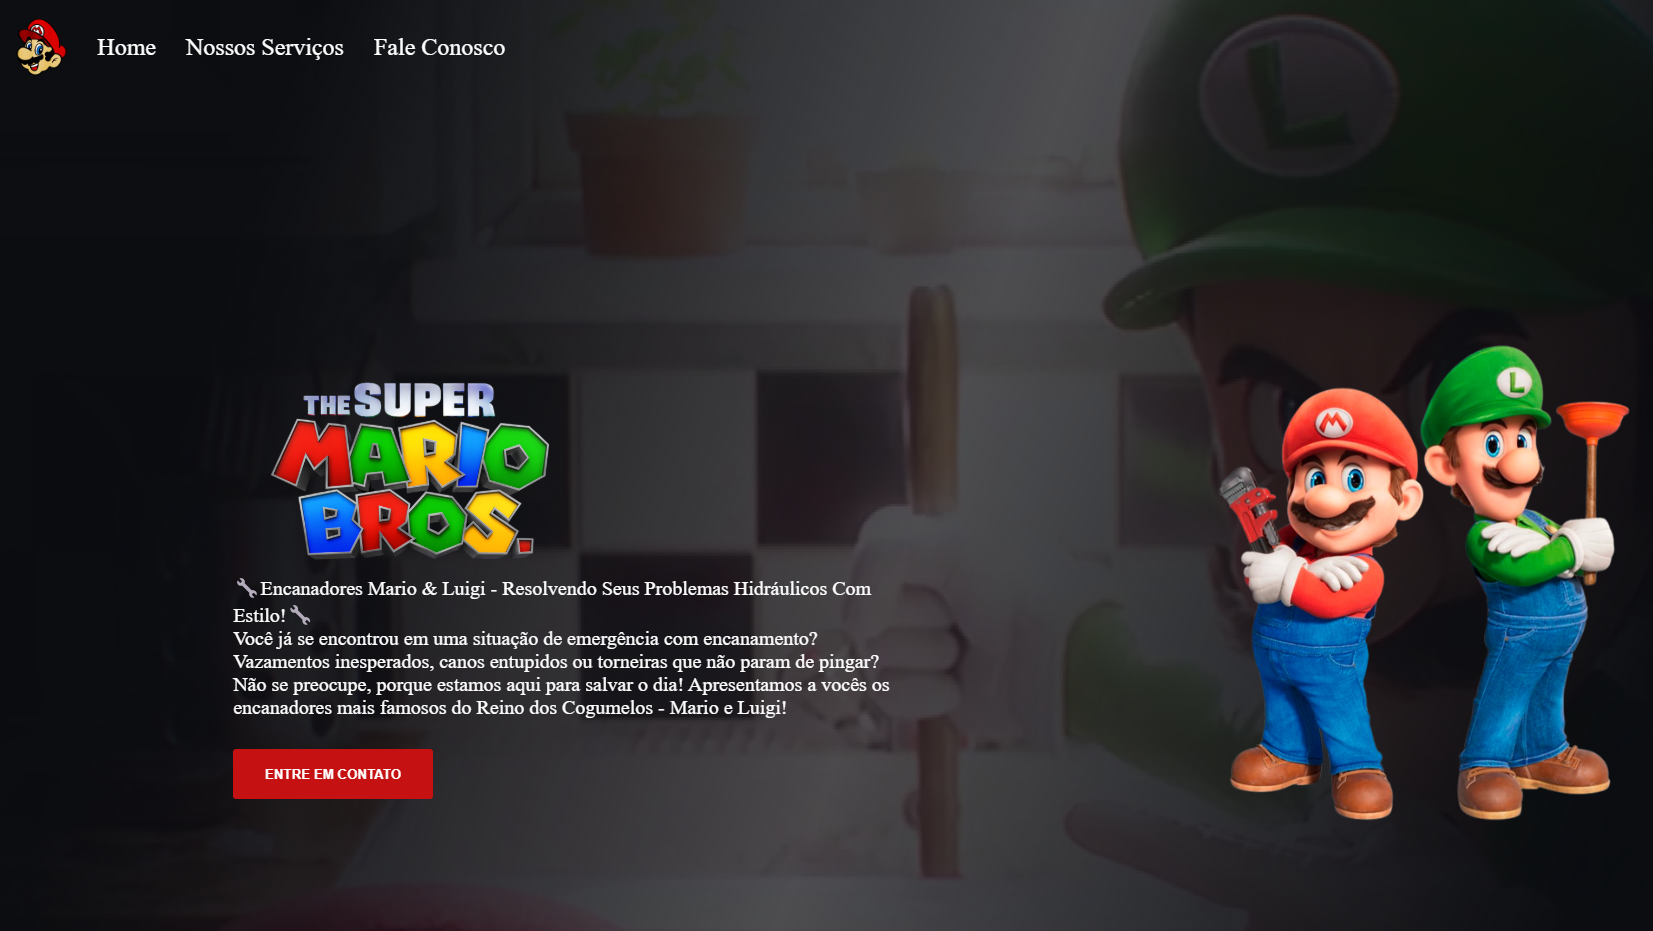 Home Nossos Serviços Fale Conosco
L
THE SUPER
MARIO
BROS.
M
L
🔧Encanadores Mario & Luigi - Resolvendo Seus Problemas Hidráulicos Com
Estilo!🔧
Você já se encontrou em uma situação de emergência com encanamento?
Vazamentos inesperados, canos entupidos ou torneiras que não param de pingar?
Não se preocupe, porque estamos aqui para salvar o dia! Apresentamos a vocês os
encanadores mais famosos do Reino dos Cogumelos - Mario e Luigi!
ENTRE EM CONTATO